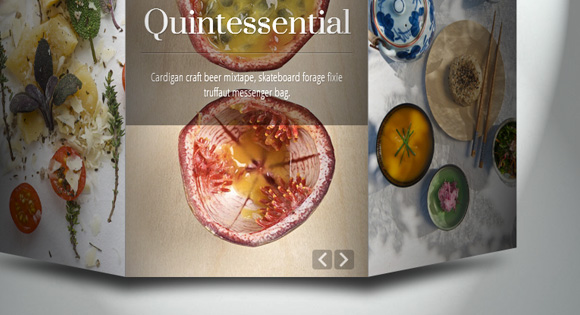 Quintessential
Cardigan craft beer mixtape, skateboard forage fixie
truffaut messenger bag.